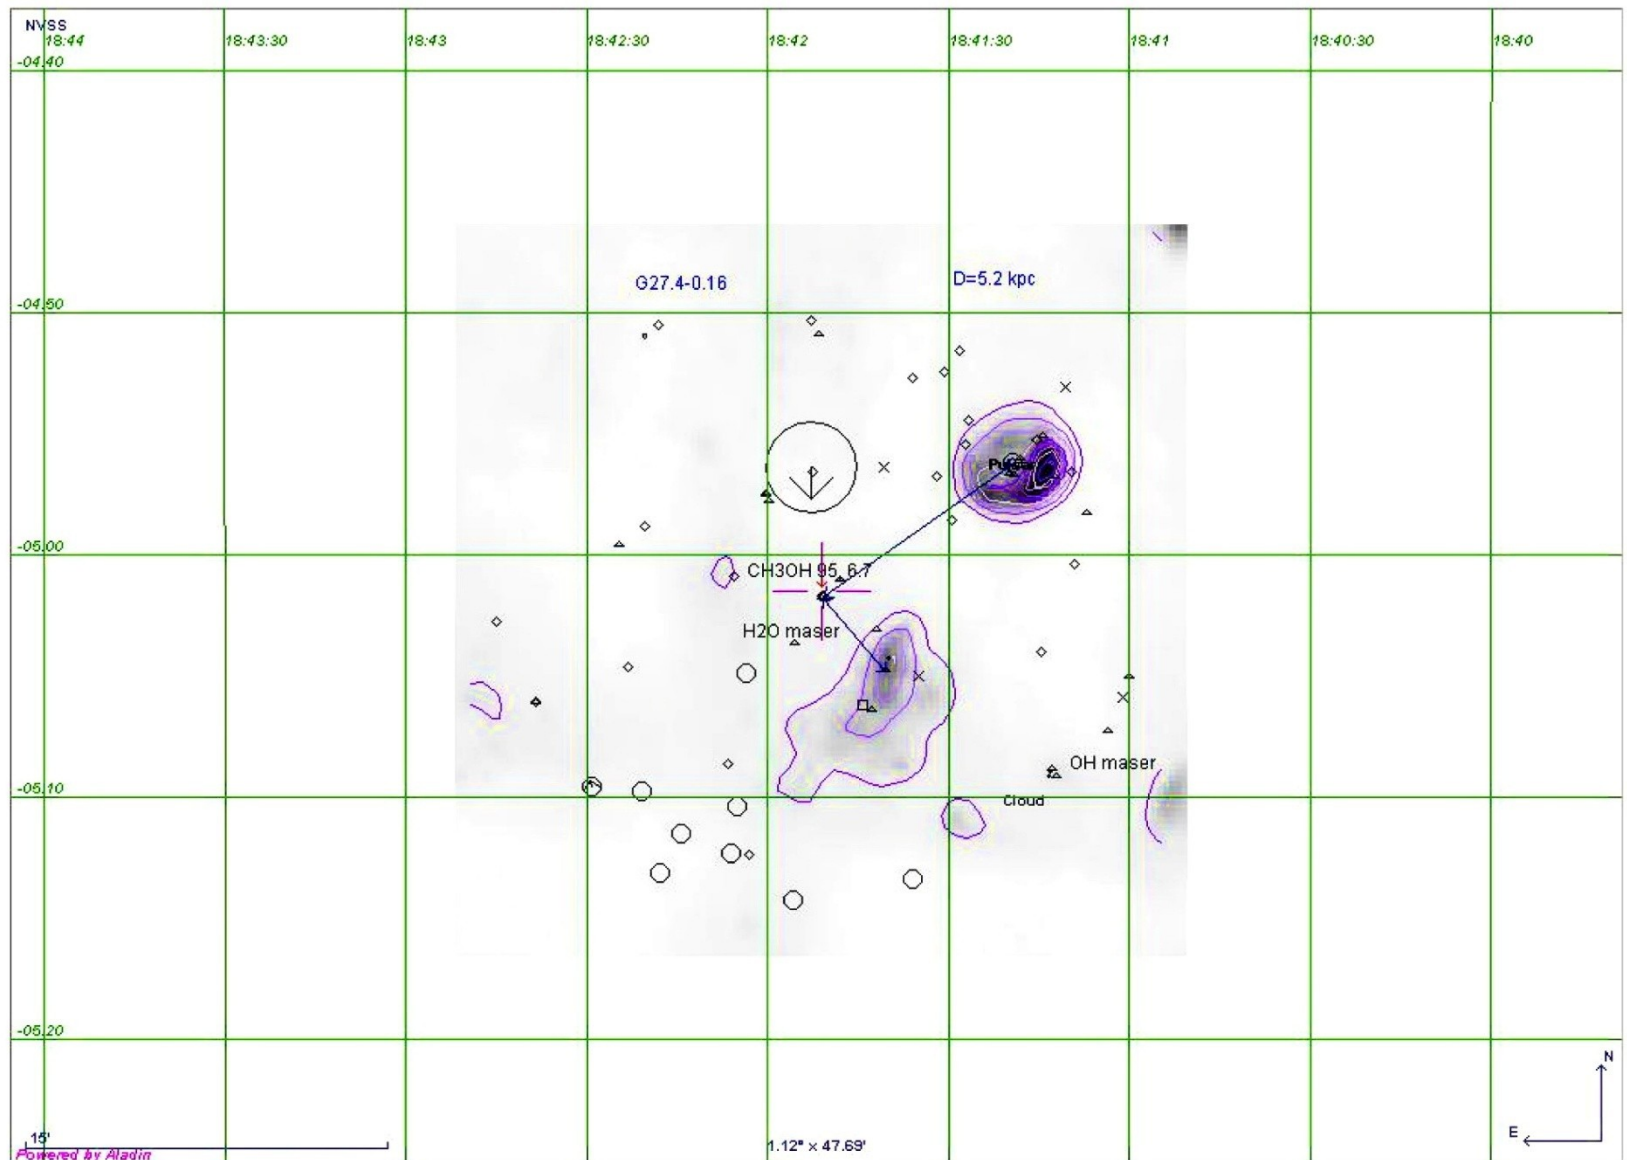 NVSS
18:44 18:43:30 18:43 18:42:30 18:42 18:41:30 18:41 18:40:30 18:40
-04.40
G27.4-0.16 D=5.2 kpc
-04.50
-05.00
CH3OH 95, 6.7
H2O maser
OH maser
-05.10
Cloud
-05.20
N
E
15'
1.12° × 47.69'
Powered by Aladin